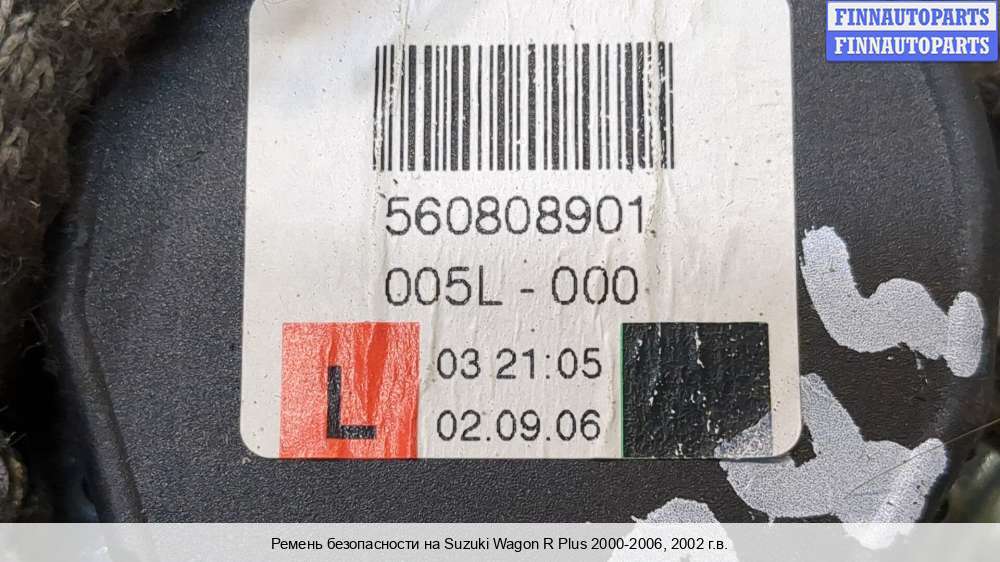 FINNAUTOPARTS
FINNAUTOPARTS
560808901
005L - 000
03 21:05
L
02.09.06
Ремень безопасности на Suzuki Wagon R Plus 2000-2006, 2002 г.в.